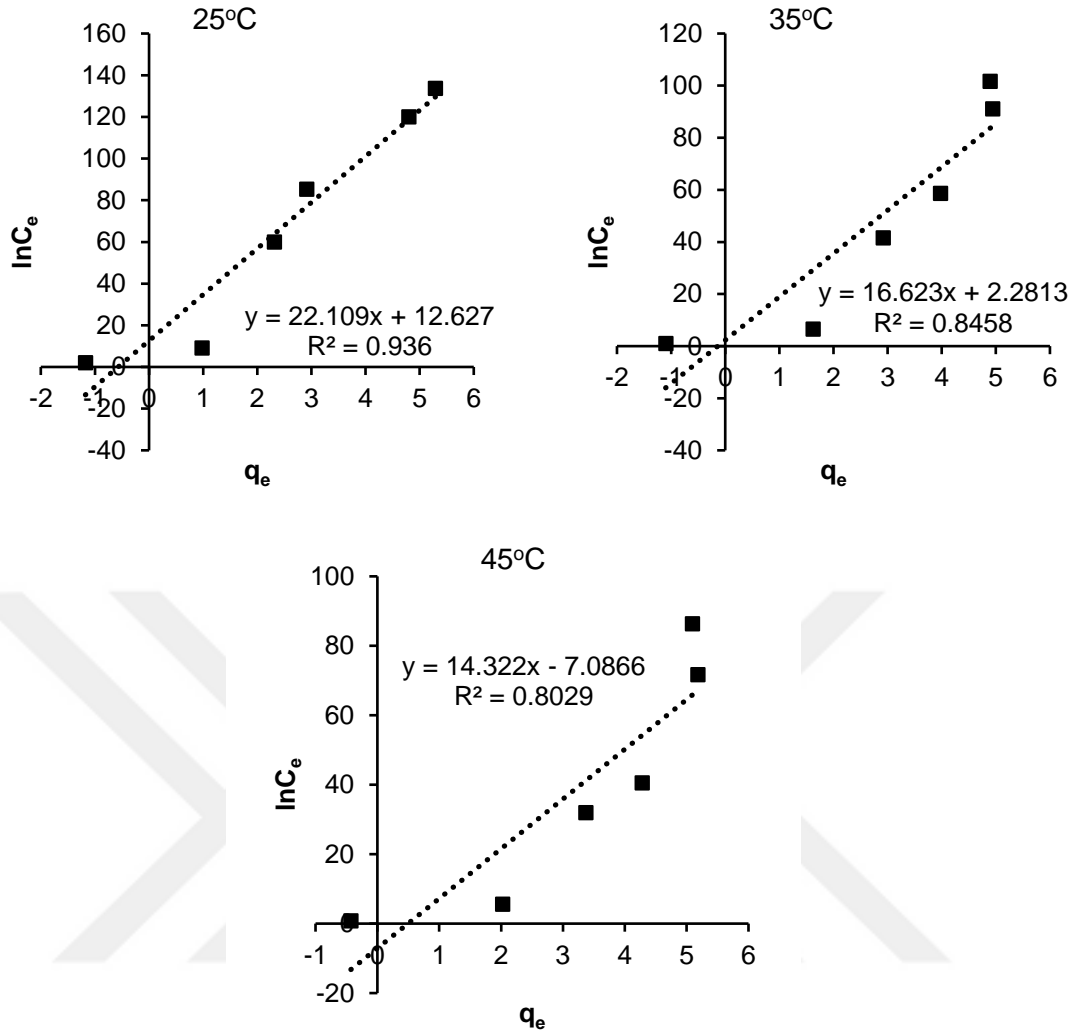 25°C
160
140
120
100
80
60
40
20
0
-20
-40
-2 -1 0 1 2 3 4 5 6
lnCₑ
qₑ
y = 22.109x + 12.627
R² = 0.936
35°C
120
100
80
60
40
20
0
-20
-40
-2 -1 0 1 2 3 4 5 6
lnCₑ
qₑ
y = 16.623x + 2.2813
R² = 0.8458
45°C
100
80
60
40
20
0
-20
-1 0 1 2 3 4 5 6
lnCₑ
qₑ
y = 14.322x - 7.0866
R² = 0.8029